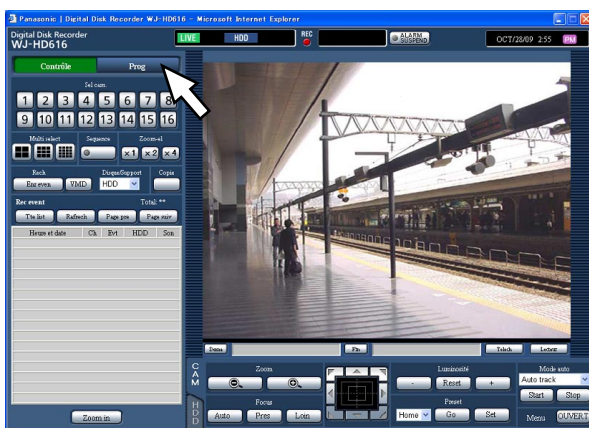 Panasonic | Digital Disk Recorder WJ-HD616 - Microsoft Internet Explorer
Digital Disk Recorder
WJ-HD616
LIVE HDD REC ALARM SUSPEND OCT/28/09 2:55 PM
Contrôle Prog
Sel cam.
1 2 3 4 5 6 7 8
9 10 11 12 13 14 15 16
Multi select Sequence Zoom-el
x1 x2 x4
Rech Disque/Support Copie
Enr even VMD HDD
Rec event Total: **
Tte list Rafrech Page pre Page suiv
Heure et date Ch Evt HDD Son
Fin Telech Lecteur
CAM
Zoom Luminosité Mode auto
- Reset + Auto track
Focus Preset Start Stop
HDD
Auto Pres Loin Home Go Set Menu OUVERT
Zoom in